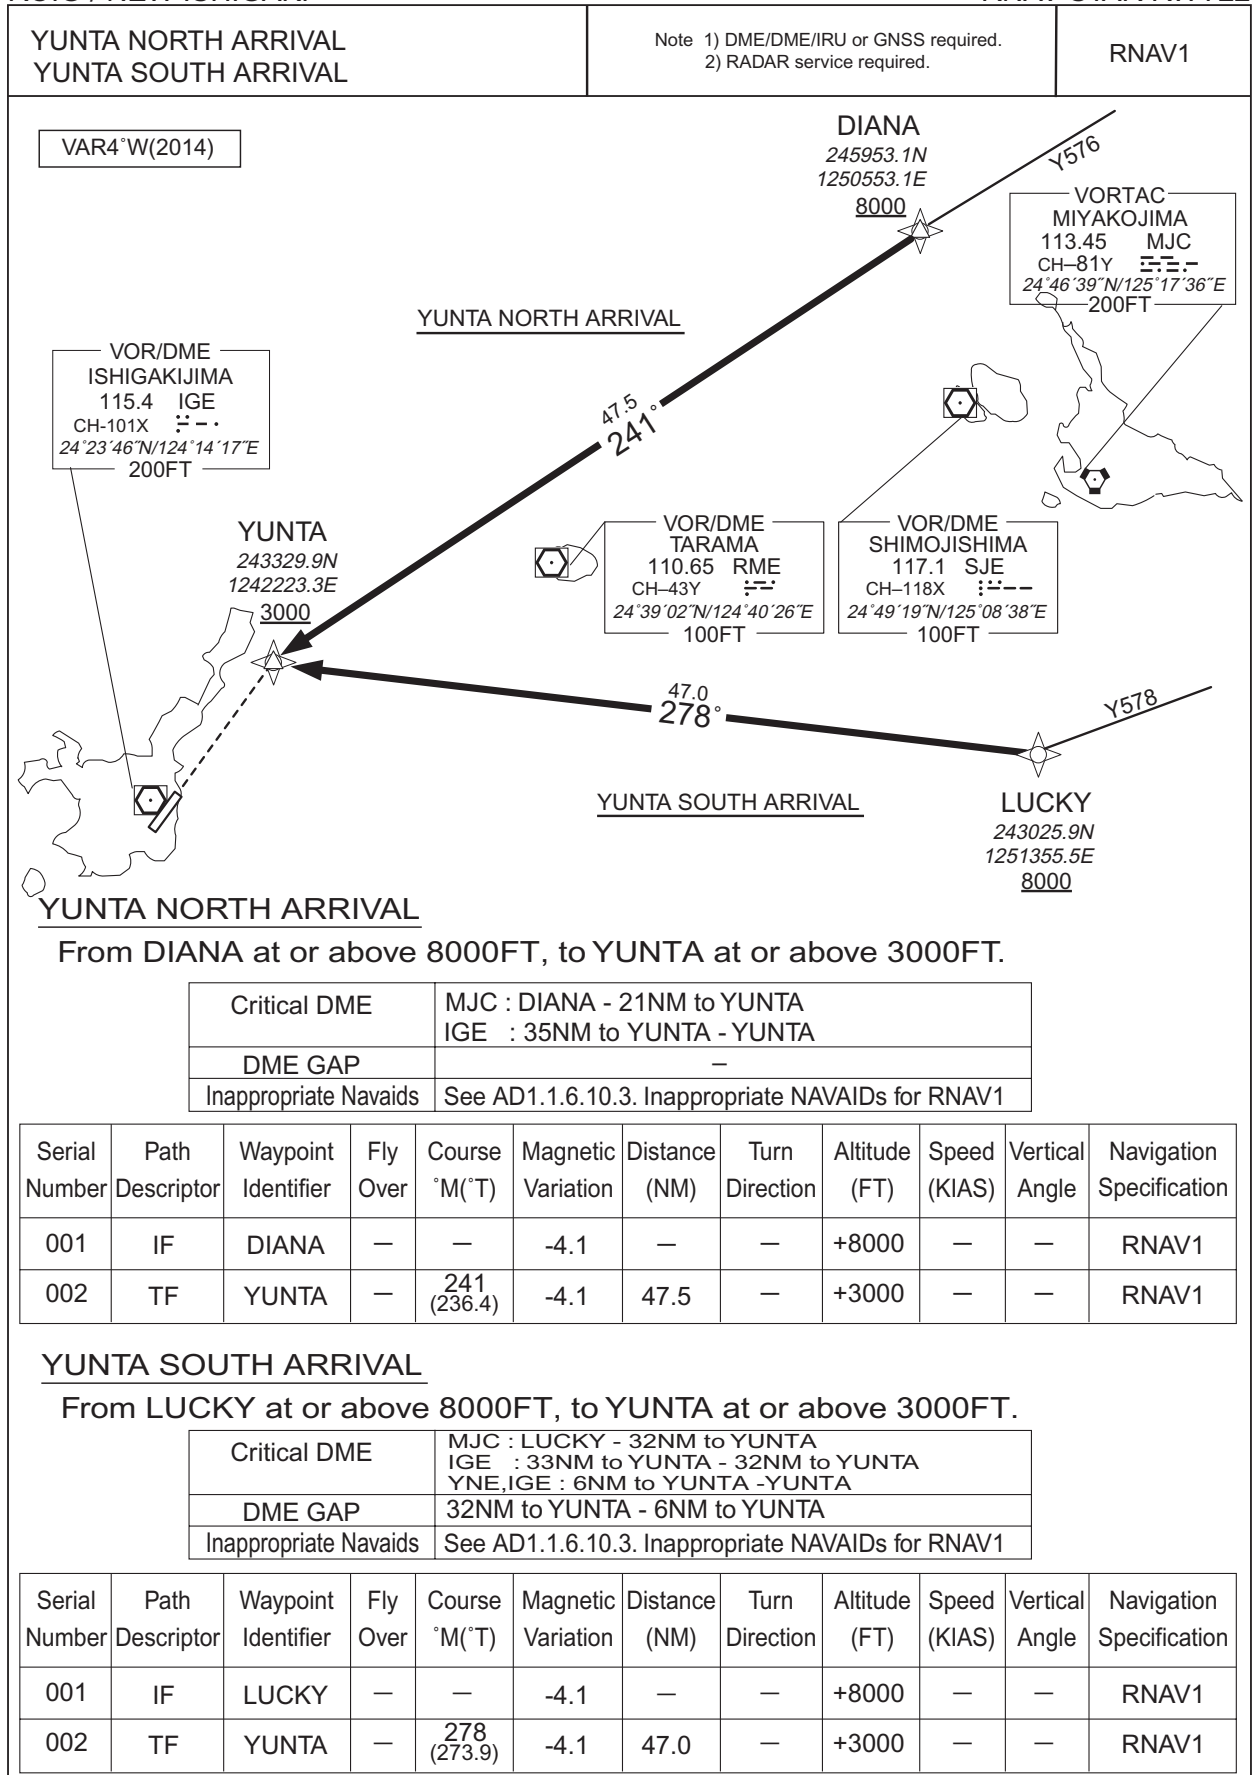 YUNTA NORTH ARRIVAL
YUNTA SOUTH ARRIVAL
Note 1) DME/DME/IRU or GNSS required.
2) RADAR service required.
RNAV1
VAR4˚W(2014)
DIANA
245953.1N
1250553.1E
8000
Y576
VORTAC
MIYAKOJIMA
113.45 MJC
CH–81Y
24˚46´39˝N/125˚17´36˝E
200FT
YUNTA NORTH ARRIVAL
VOR/DME
ISHIGAKIJIMA
115.4 IGE
CH-101X
24˚23´46˝N/124˚14´17˝E
200FT
47.5
241˚
YUNTA
243329.9N
1242223.3E
3000
VOR/DME
TARAMA
110.65 RME
CH–43Y
24˚39´02˝N/124˚40´26˝E
100FT
VOR/DME
SHIMOJISHIMA
117.1 SJE
CH–118X
24˚49´19˝N/125˚08´38˝E
100FT
47.0
278˚
Y578
YUNTA SOUTH ARRIVAL
LUCKY
243025.9N
1251355.5E
8000
YUNTA NORTH ARRIVAL
From DIANA at or above 8000FT, to YUNTA at or above 3000FT.
Critical DME MJC : DIANA - 21NM to YUNTA
IGE : 35NM to YUNTA - YUNTA
DME GAP –
Inappropriate Navaids See AD1.1.6.10.3. Inappropriate NAVAIDs for RNAV1
Serial Path Waypoint Fly Course Magnetic Distance Turn Altitude Speed Vertical Navigation
Number Descriptor Identifier Over ˚M(˚T) Variation (NM) Direction (FT) (KIAS) Angle Specification
001 IF DIANA – – -4.1 – – +8000 – – RNAV1
002 TF YUNTA – 241 (236.4) -4.1 47.5 – +3000 – – RNAV1
YUNTA SOUTH ARRIVAL
From LUCKY at or above 8000FT, to YUNTA at or above 3000FT.
Critical DME MJC : LUCKY - 32NM to YUNTA
IGE : 33NM to YUNTA - 32NM to YUNTA
YNE,IGE : 6NM to YUNTA -YUNTA
DME GAP 32NM to YUNTA - 6NM to YUNTA
Inappropriate Navaids See AD1.1.6.10.3. Inappropriate NAVAIDs for RNAV1
Serial Path Waypoint Fly Course Magnetic Distance Turn Altitude Speed Vertical Navigation
Number Descriptor Identifier Over ˚M(˚T) Variation (NM) Direction (FT) (KIAS) Angle Specification
001 IF LUCKY – – -4.1 – – +8000 – – RNAV1
002 TF YUNTA – 278 (273.9) -4.1 47.0 – +3000 – – RNAV1